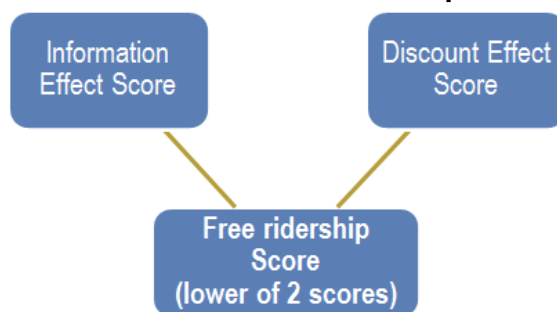 Information
Effect Score
Discount Effect
Score
Free ridership
Score
(lower of 2 scores)